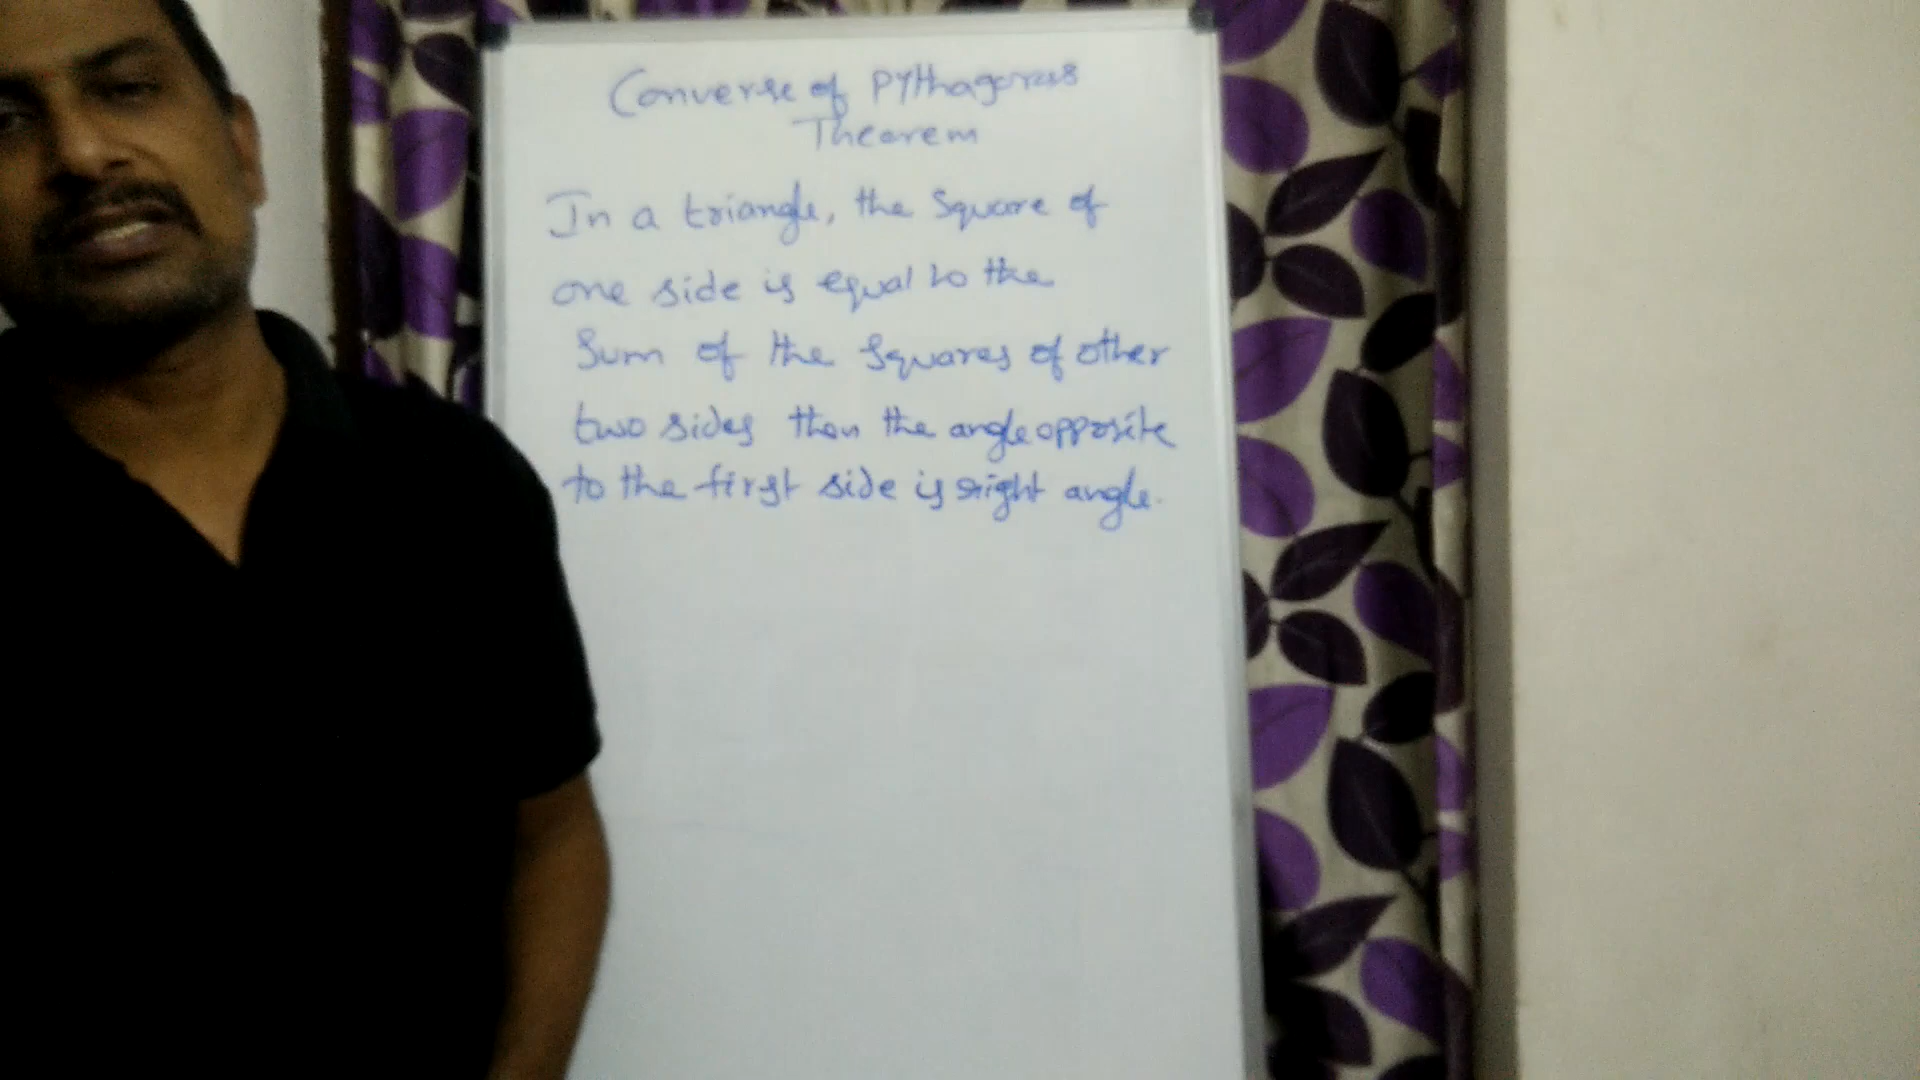 Converse of PYthagoras
Theorem
In a triangle, the Square of
one side is equal to the
Sum of the Squares of other
two sides then the angle opposite
to the first side is right angle.